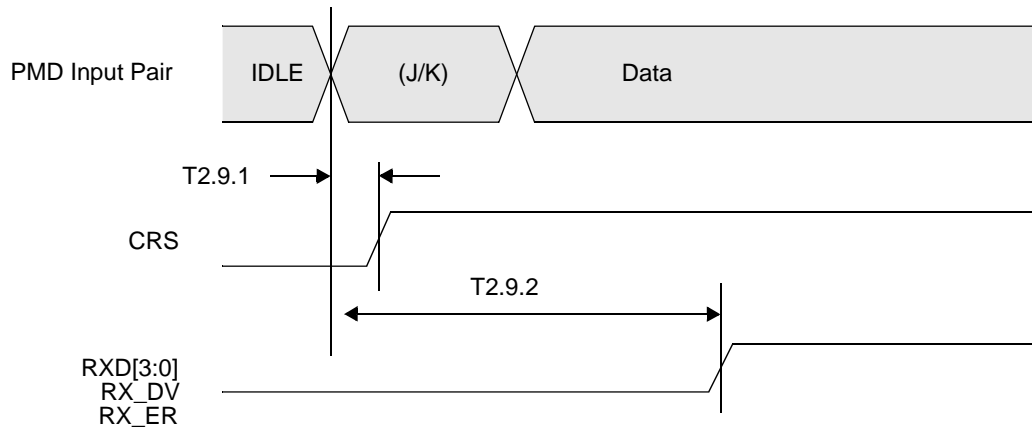 PMD Input Pair
IDLE
(J/K)
Data
T2.9.1
CRS
T2.9.2
RXD[3:0]
RX_DV
RX_ER